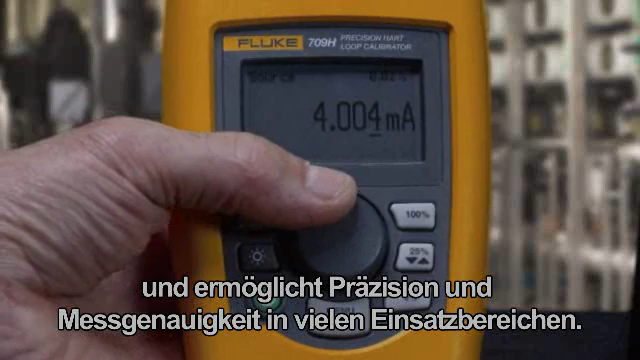 FLUKE 709H PRECISION HART
LOOP CALIBRATOR
Source
4.004 mA
100%
25%
und ermöglicht Präzision und
Messgenauigkeit in vielen Einsatzbereichen.